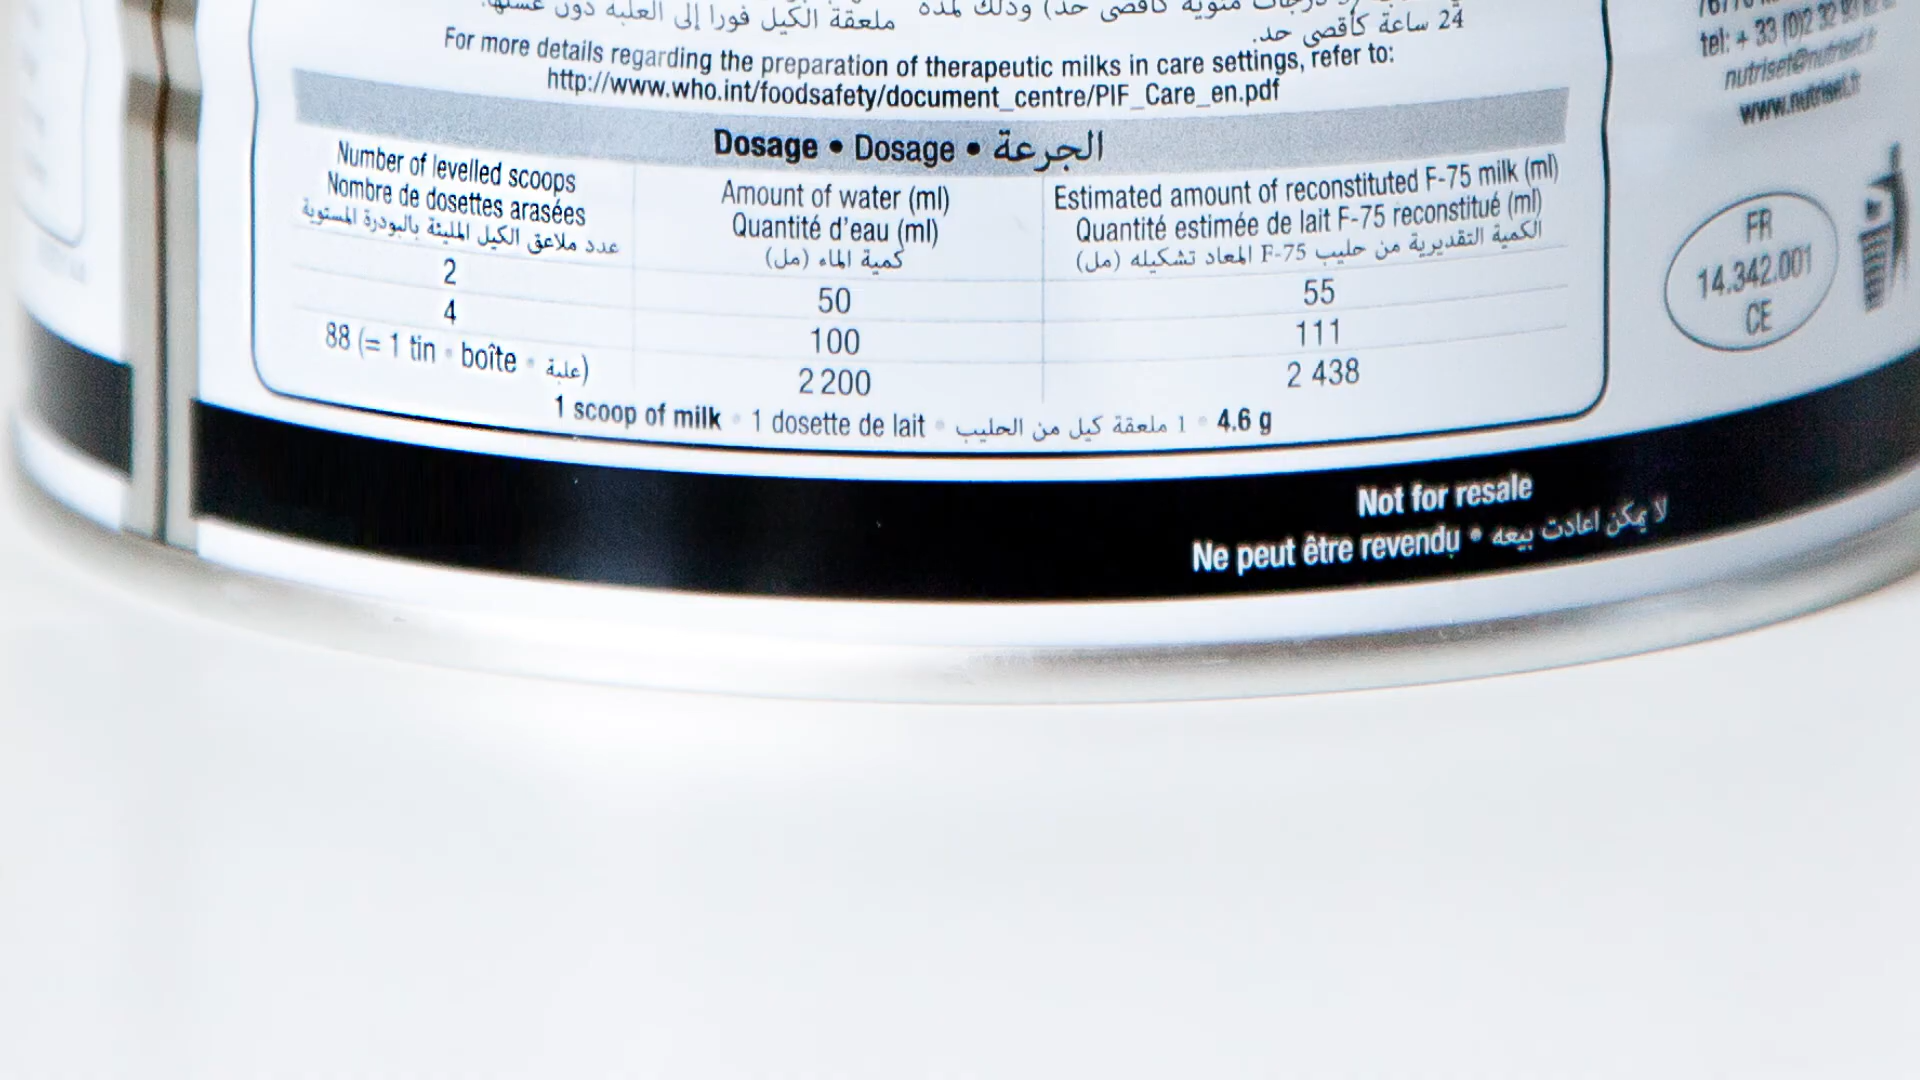 ملعقة الكيل فورا إلى العلبة دون
24 ساعة كأقصى حد.
For more details regarding the preparation of therapeutic milks in care settings, refer to:
http://www.who.int/foodsafety/document_centre/PIF_Care_en.pdf
Dosage • Dosage • الجرعة
Number of levelled scoops
Nombre de dosettes arasées
عدد ملاعق الكيل المليئة بالبودرة المستوية
Amount of water (ml)
Quantité d'eau (ml)
كمية الماء (مل)
Estimated amount of reconstituted F-75 milk (ml)
Quantité estimée de lait F-75 reconstitué (ml)
الكمية التقديرية من حليب F-75 المعاد تشكيله (مل)
2 50 55
4 100 111
88 (= 1 tin • boîte • علبة) 2 200 2 438
1 scoop of milk • 1 dosette de lait • 1 ملعقة كيل من الحليب • 4.6 g
Not for resale
Ne peut être revendu • لا يمكن اعادت بيعه
tel: + 33 (0)2 32
nutriset@nutriset.fr
www.nutriset.fr
FR
14.342.001
CE